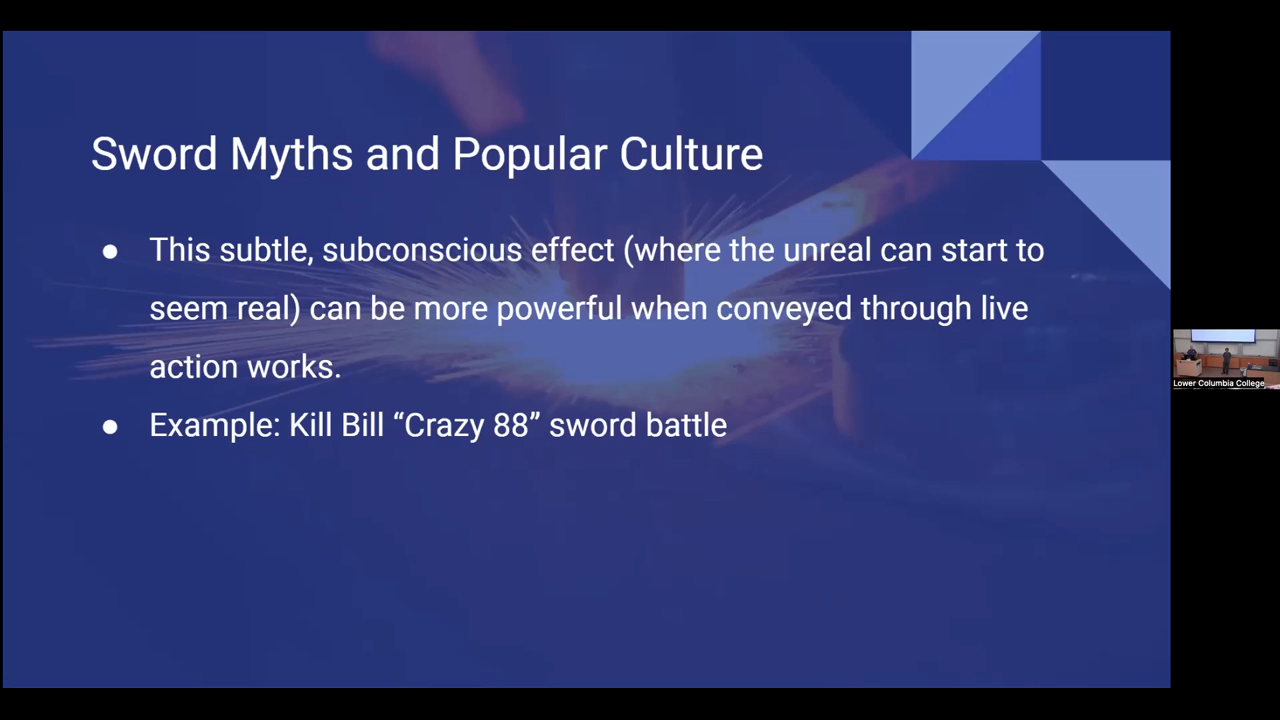 Sword Myths and Popular Culture
● This subtle, subconscious effect (where the unreal can start to
seem real) can be more powerful when conveyed through live
action works.
● Example: Kill Bill “Crazy 88” sword battle
Lower Columbia College